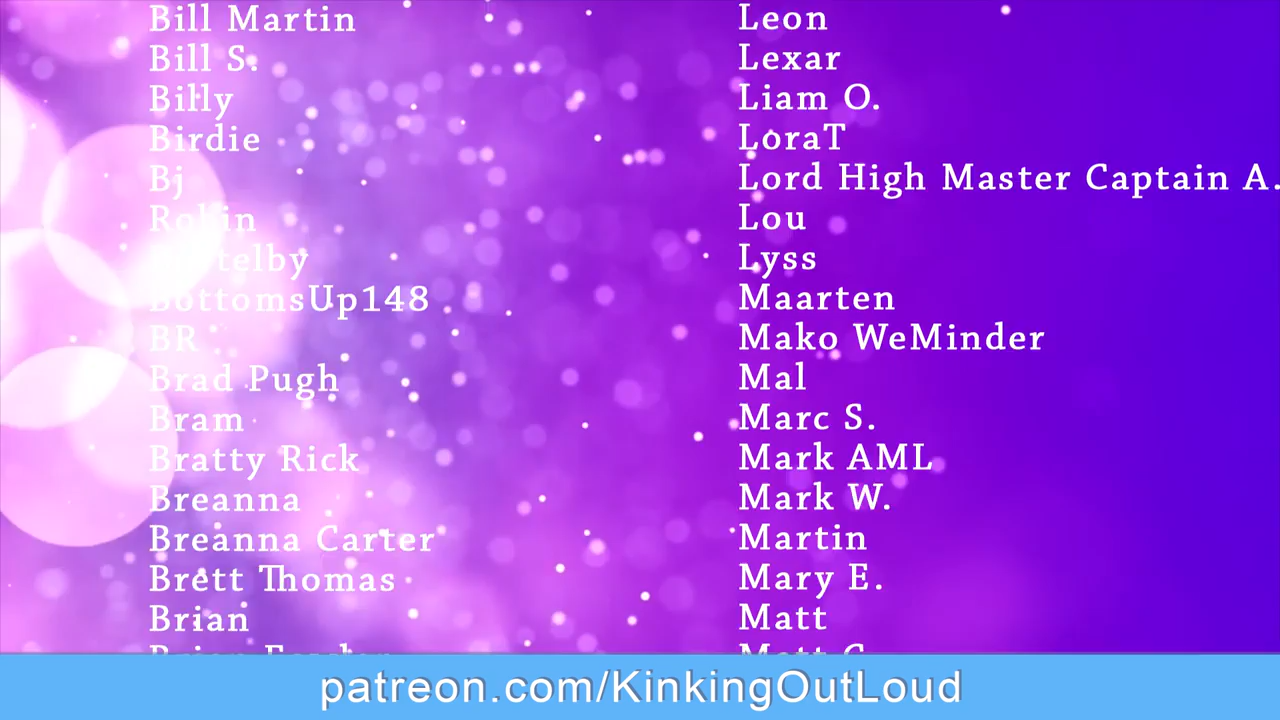 Bill Martin
Bill S.
Billy
Birdie
Bj
Robin
BottomsUp148
BR
Brad Pugh
Bram
Bratty Rick
Breanna
Breanna Carter
Brett Thomas
Brian
Brian
Leon
Lexar
Liam O.
LoraT
Lord High Master Captain A.
Lou
Lyss
Maarten
Mako WeMinder
Mal
Marc S.
Mark AML
Mark W.
Martin
Mary E.
Matt
patreon.com/KinkingOutLoud